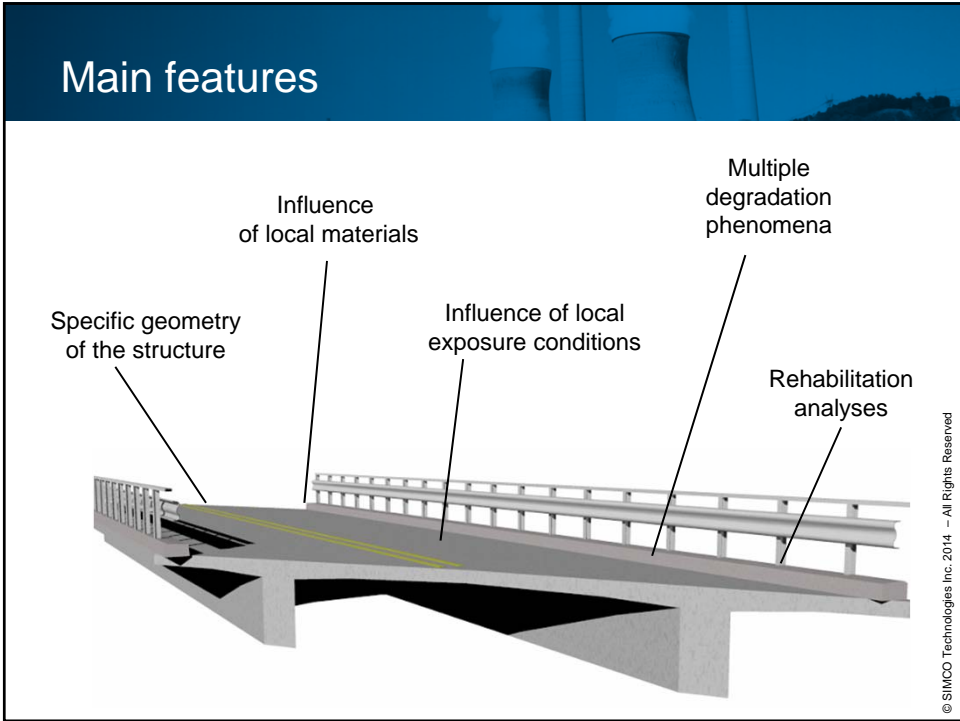 Main features
Multiple
degradation
phenomena
Influence
of local materials
Specific geometry
of the structure
Influence of local
exposure conditions
Rehabilitation
analyses
© SIMCO Technologies Inc. 2014 – All Rights Reserved